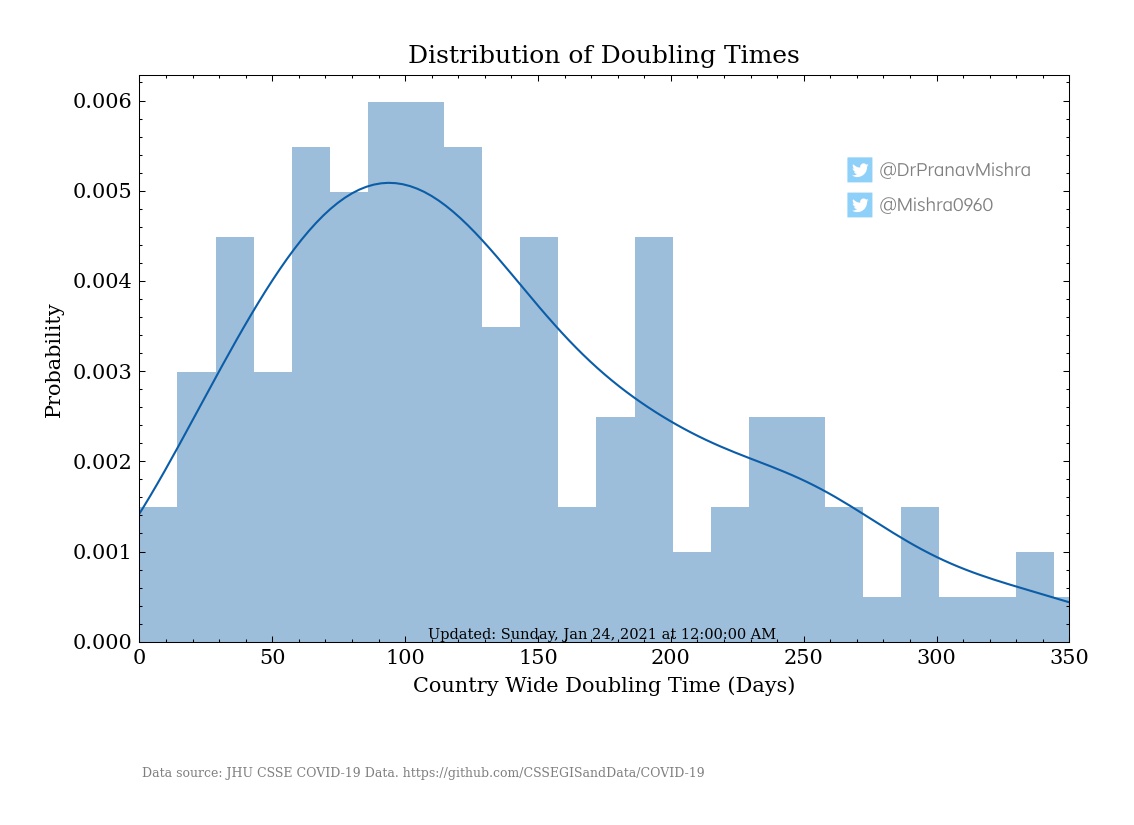 Distribution of Doubling Times
0.006
0.005
0.004
0.003
0.002
0.001
0.000
Probability
@DrPranavMishra
@Mishra0960
Updated: Sunday, Jan 24, 2021 at 12:00:00 AM
0 50 100 150 200 250 300 350
Country Wide Doubling Time (Days)
Data source: JHU CSSE COVID-19 Data. https://github.com/CSSEGISandData/COVID-19